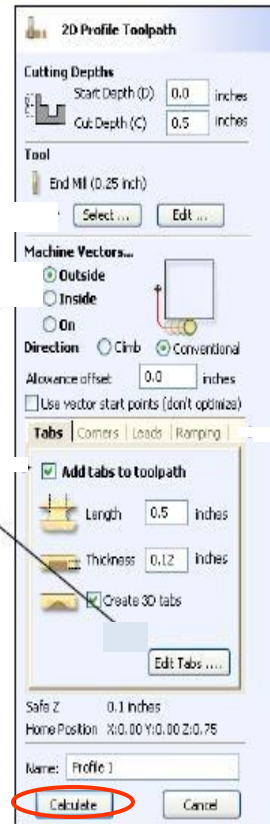 2D Profile Toolpath
Cutting Depths
Start Depth (D) 0.0 inches
Cut Depth (C) 0.5 inches
Tool
End Mill (0.25 inch)
Select ... Edit ...
Machine Vectors...
Outside
Inside
On
Direction Climb Conventional
Allowance offset 0.0 inches
Use vector start points (don't optimize)
Tabs Corners Leads Ramping
Add tabs to toolpath
Length 0.5 inches
Thickness 0.12 inches
Create 3D tabs
Edit Tabs ....
Safe Z 0.1 inches
Home Position X:0.00 Y:0.00 Z:0.75
Name: Profile 1
Calculate Cancel